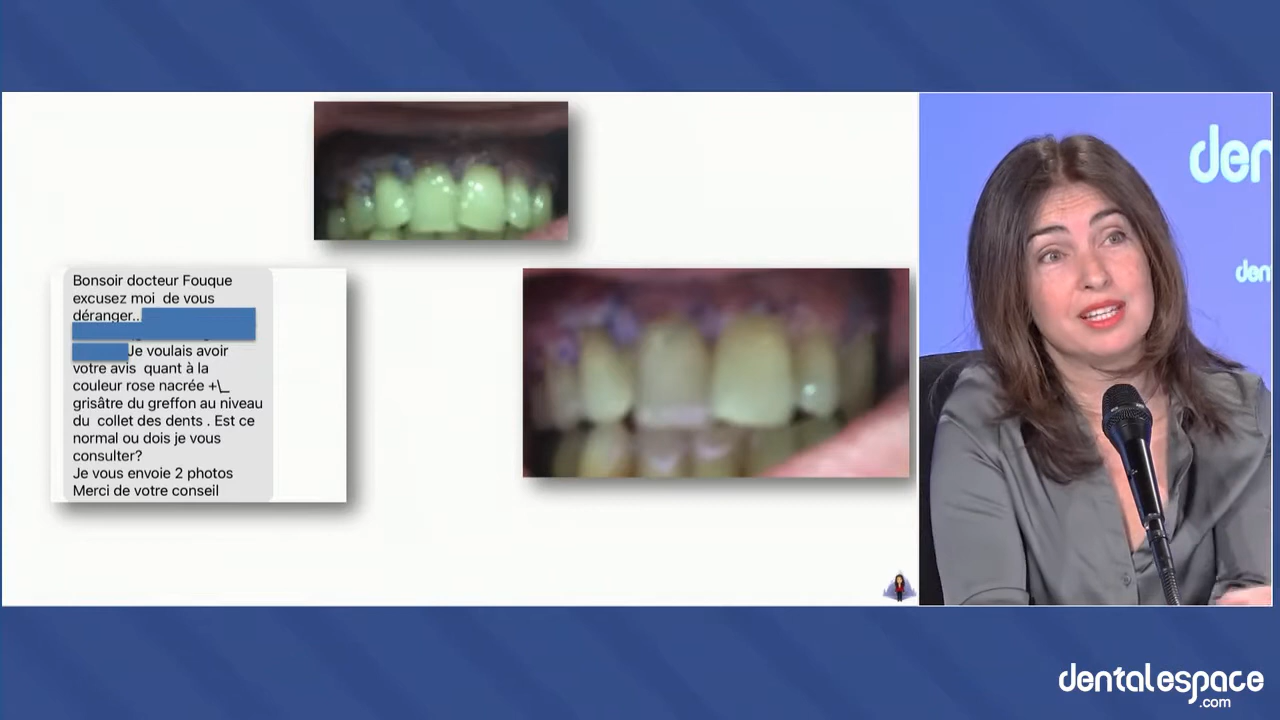 Bonsoir docteur Fouque
excusez moi  de vous
déranger..
Je voulais avoir
votre avis  quant à la
couleur rose nacrée +\_
grisâtre du greffon au niveau
du  collet des dents . Est ce
normal ou dois je vous
consulter?
Je vous envoie 2 photos
Merci de votre conseil
der
den
dentalespace
.com